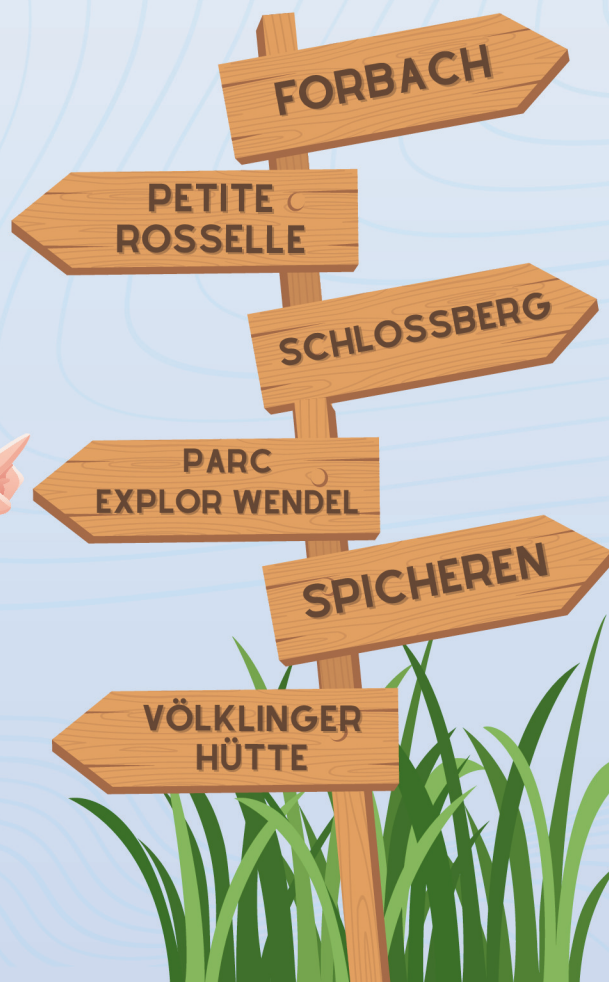 FORBACH
PETITE
ROSSELLE
SCHLOSSBERG
PARC
EXPLOR WENDEL
SPICHEREN
VÖLKLINGER
HÜTTE